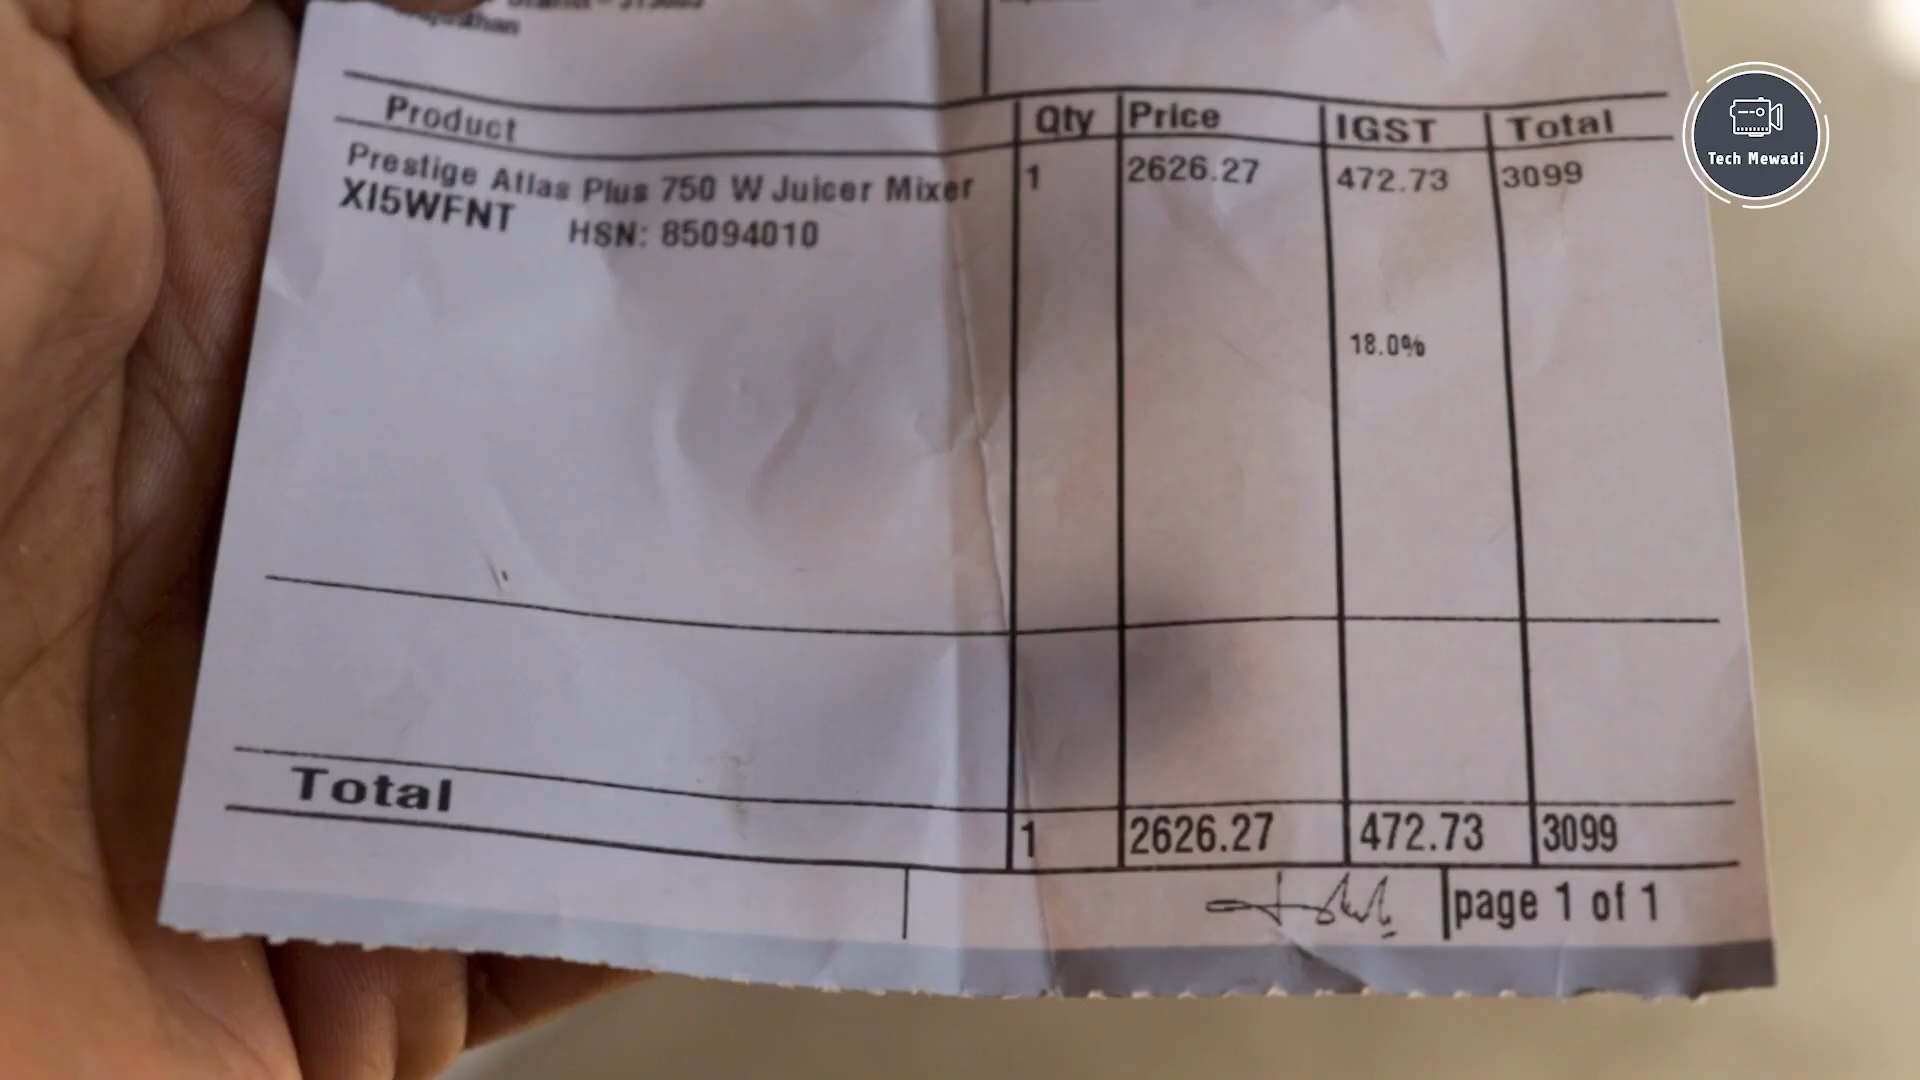 Product Qty Price IGST Total
Prestige Atlas Plus 750 W Juicer Mixer 1 2626.27 472.73 3099
XI5WFNT HSN: 85094010
18.0%
Total 1 2626.27 472.73 3099
page 1 of 1
Tech Mewadi